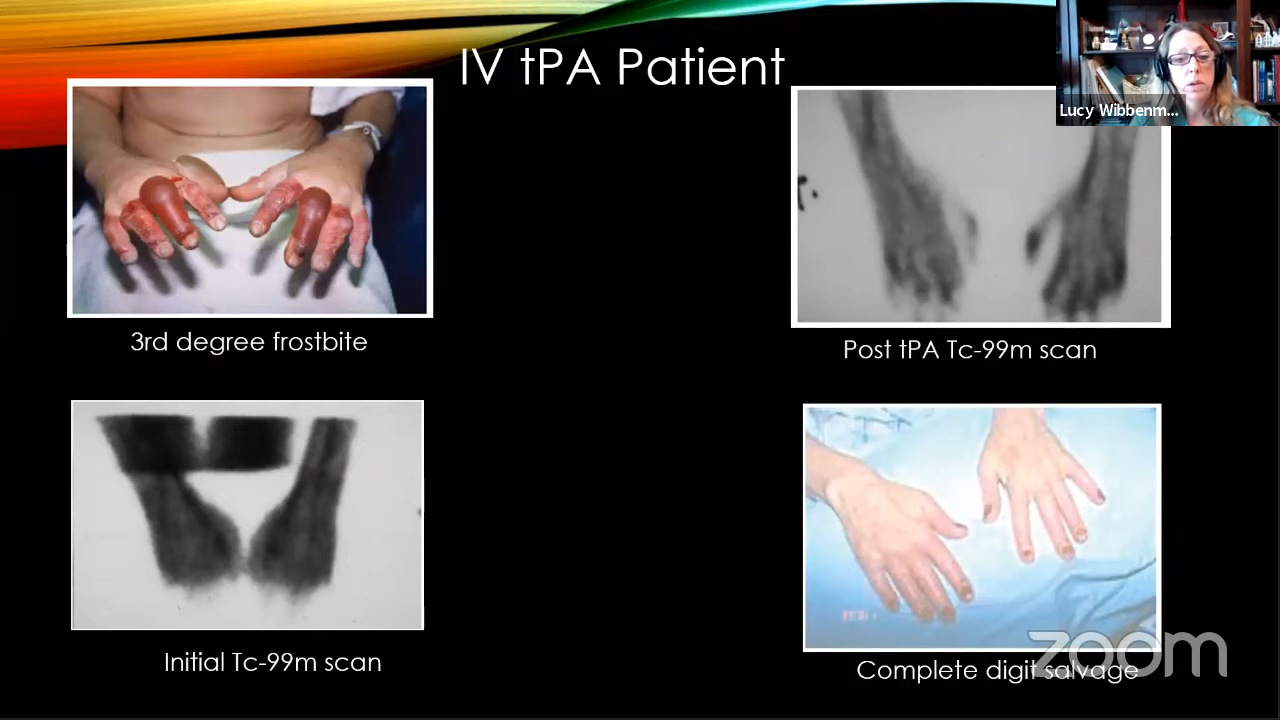 IV tPA Patient
Lucy Wibbenm...
3rd degree frostbite
Post tPA Tc-99m scan
Initial Tc-99m scan
Complete digit salvage
zoom